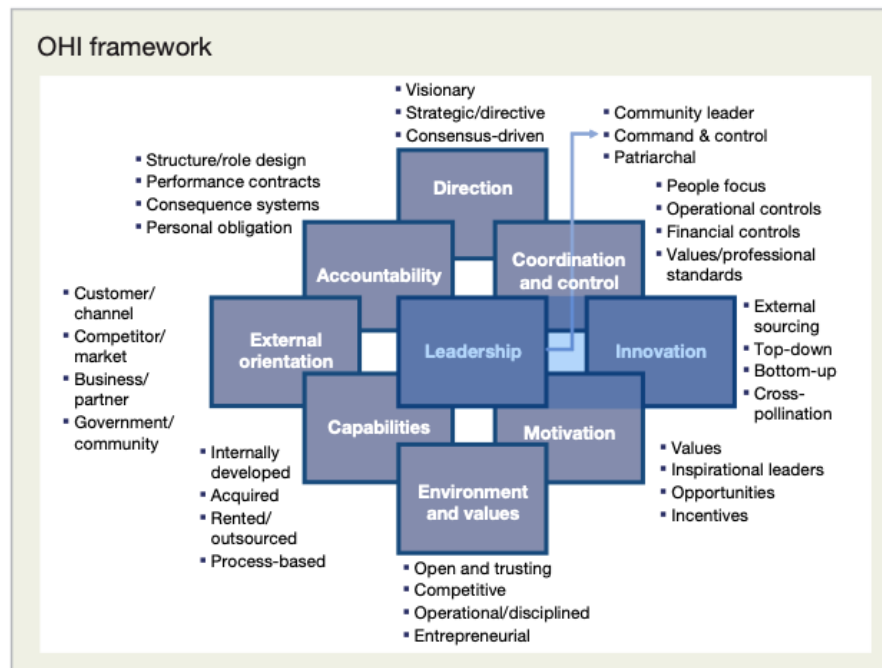 OHI framework
▪ Visionary
▪ Strategic/directive
▪ Consensus-driven
▪ Community leader
▪ Command & control
▪ Patriarchal
▪ Structure/role design
▪ Performance contracts
▪ Consequence systems
▪ Personal obligation
Direction
▪ People focus
▪ Operational controls
▪ Financial controls
▪ Values/professional
standards
Accountability
Coordination
and control
▪ Customer/
channel
▪ Competitor/
market
▪ Business/
partner
▪ Government/
community
External
orientation
Leadership
Innovation
▪ External
sourcing
▪ Top-down
▪ Bottom-up
▪ Cross-
pollination
Capabilities
Motivation
▪ Internally
developed
▪ Acquired
▪ Rented/
outsourced
▪ Process-based
Environment
and values
▪ Values
▪ Inspirational leaders
▪ Opportunities
▪ Incentives
▪ Open and trusting
▪ Competitive
▪ Operational/disciplined
▪ Entrepreneurial